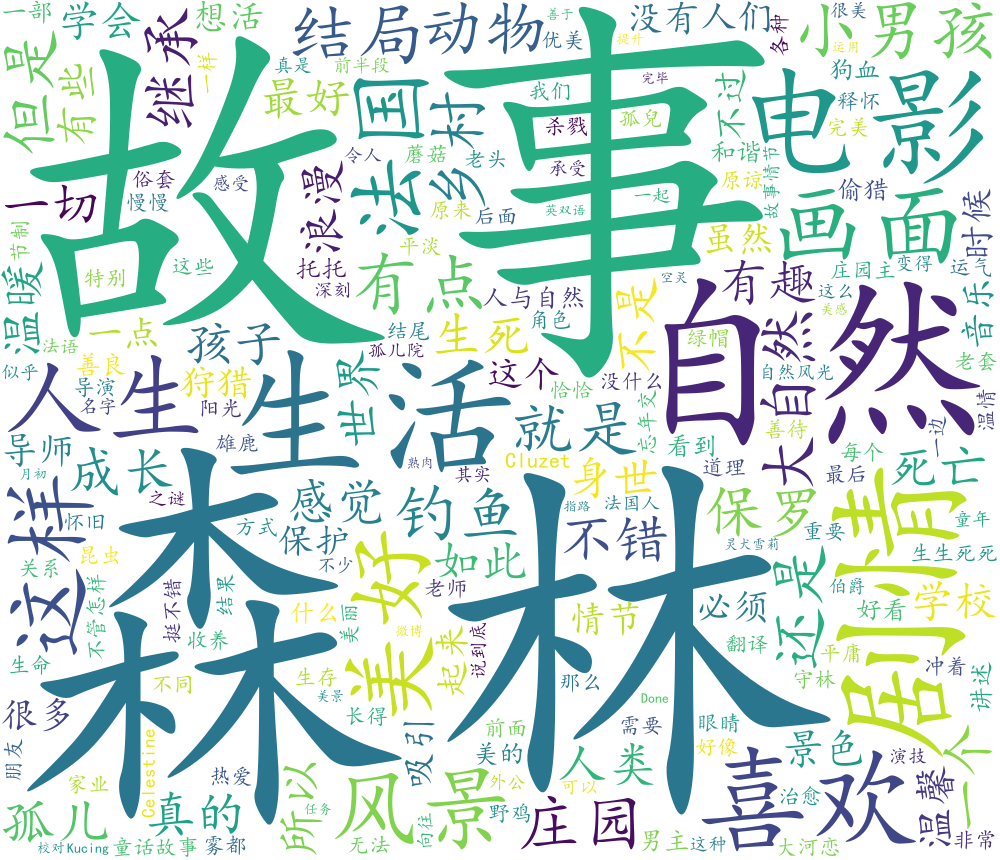 一部
学会
想活
善于
提升
没有
人们
各种
很美
运用
小男孩
结局
动物
优美
真是
前半段
一样
继承
但是
有些
最好
法国
乡村
我们
完毕
不过
狗血
释怀
完美
电影
故事
杀戮
孤兒
和谐
令人
蘑菇
老头
承受
原谅
偷猎
画面
时候
故事情节
俗套
感受
慢慢
一切
浪漫
原来
后面
英双语
一起
虽然
节制
平淡
庄园主
变得
运气
音乐
特别
这些
托托
深刻
有点
人与自然
空灵
有趣
这么
美感
温暖
一点
孩子
结尾
角色
不是
绿帽
老套
法语
善良
狩猎
孤儿院
生死
这个
恰恰
没什么
自然风光
自然
大自然
温情
似乎
导演
名字
阳光
世界
人生
生活
就是
忘年交
看到
善待
每个
一边
导师
成长
雄鹿
Cluzet
身世
道理
最后
死亡
月初
之谜
熟肉
其实
指路
法国人
森林
感觉
钓鱼
不错
保罗
重要
童年
这样
怀旧
方式
保护
如此
灵犬雪莉
生生死死
昆虫
关系
不管怎样
挺不错
结果
不少
老师
美好
还是
伯爵
好看
学校
剧情
收养
什么
美丽
微博
起来
说到底
情节
必须
翻译
平庸
冲着
生命
不同
生存
美景
那么
守林
讲述
很多
长得
吸引
Done
一个
朋友
Celestine
前面
需要
眼睛
美的
好像
景色
演技
家业
热爱
外公
可以
人类
喜欢
治愈
温馨
孤儿
真的
任务
所以
风景
向往
野鸡
庄园
校对Kucing
童话故事
雾都
无法
男主
这种
大河恋
非常